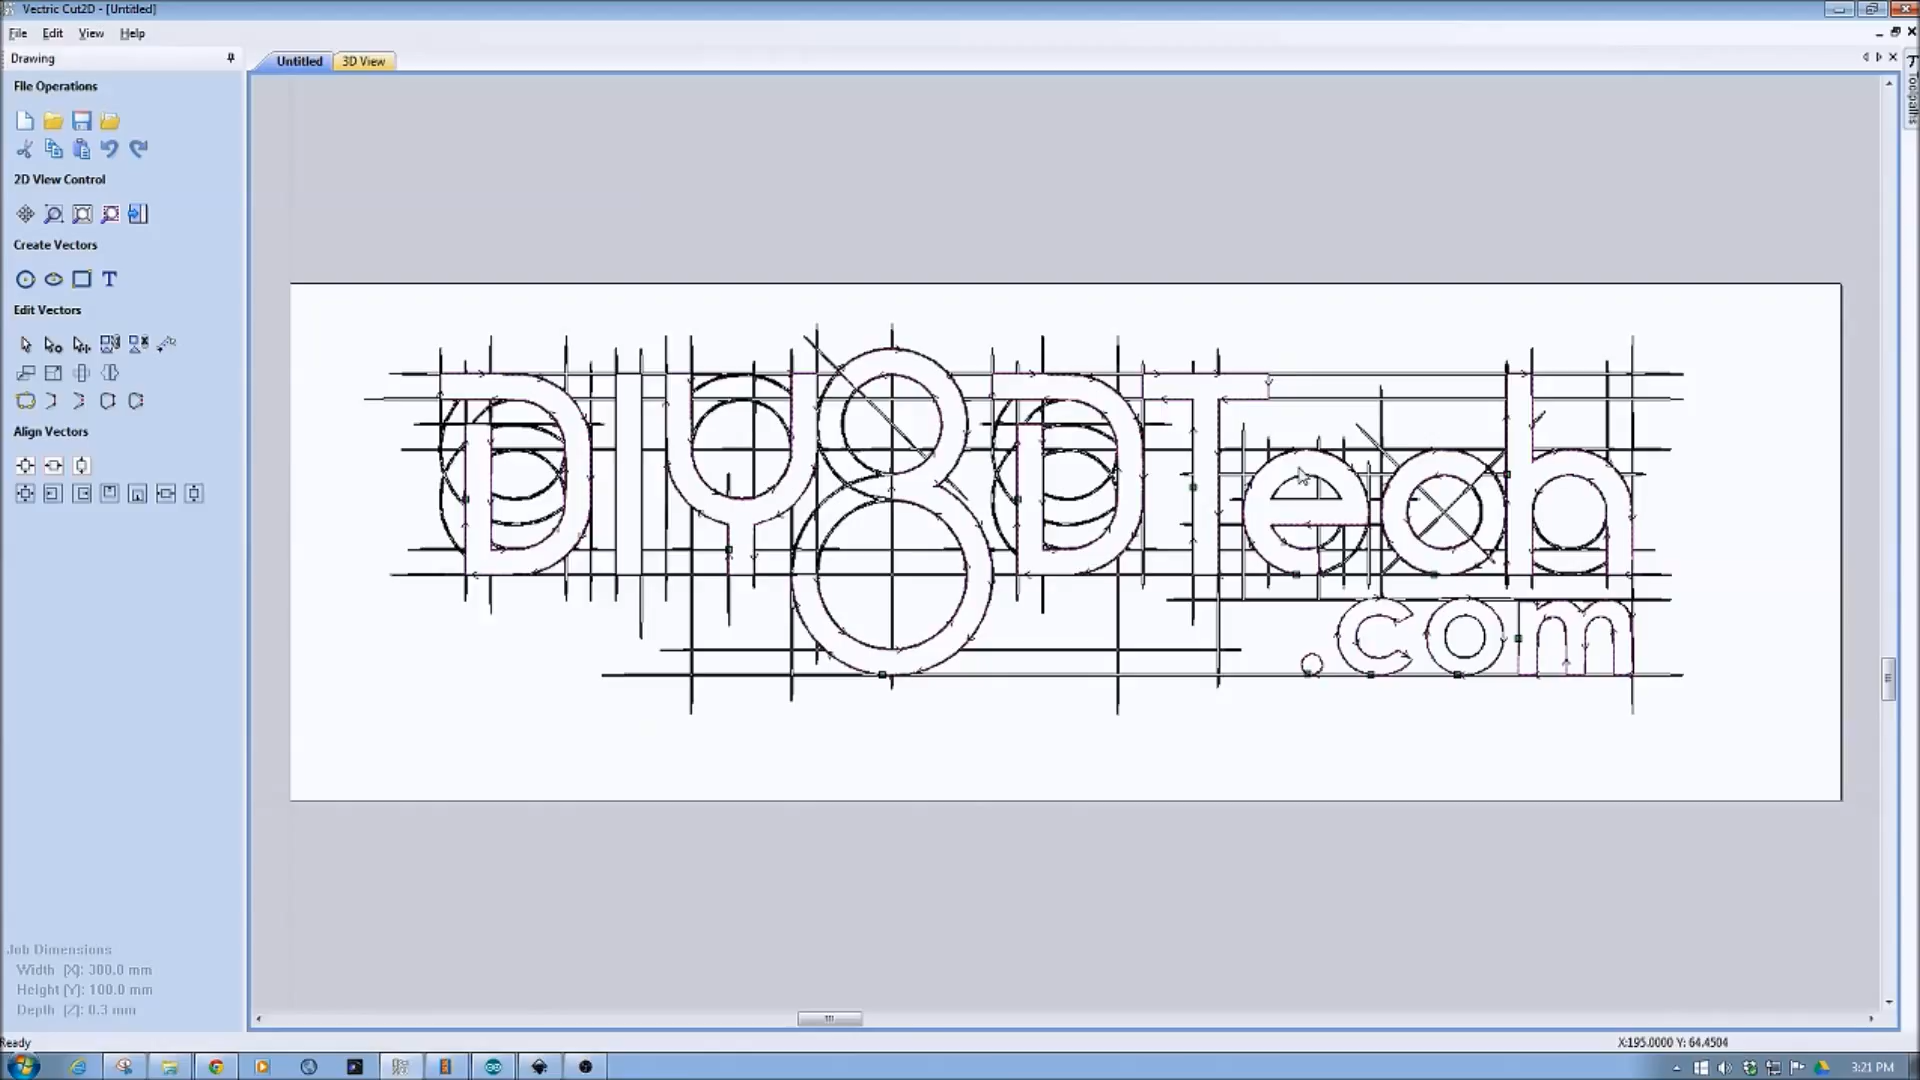 Vectric Cut2D - [Untitled]
File Edit View Help
Drawing
Untitled 3D View
File Operations
2D View Control
Create Vectors
T
Edit Vectors
Align Vectors
Toolpaths
DIY8DTech
.com
Job Dimensions
Width [X]: 300.0 mm
Height [Y]: 100.0 mm
Depth [Z]: 0.3 mm
Ready
X:195.0000 Y: 64.4504
3:21 PM